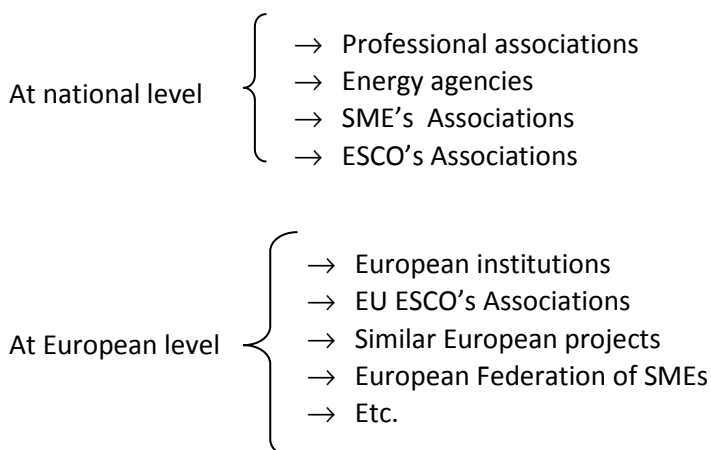 At national level
→ Professional associations
→ Energy agencies
→ SME’s  Associations
→ ESCO’s Associations
At European level
→ European institutions
→ EU ESCO’s Associations
→ Similar European projects
→ European Federation of SMEs
→ Etc.